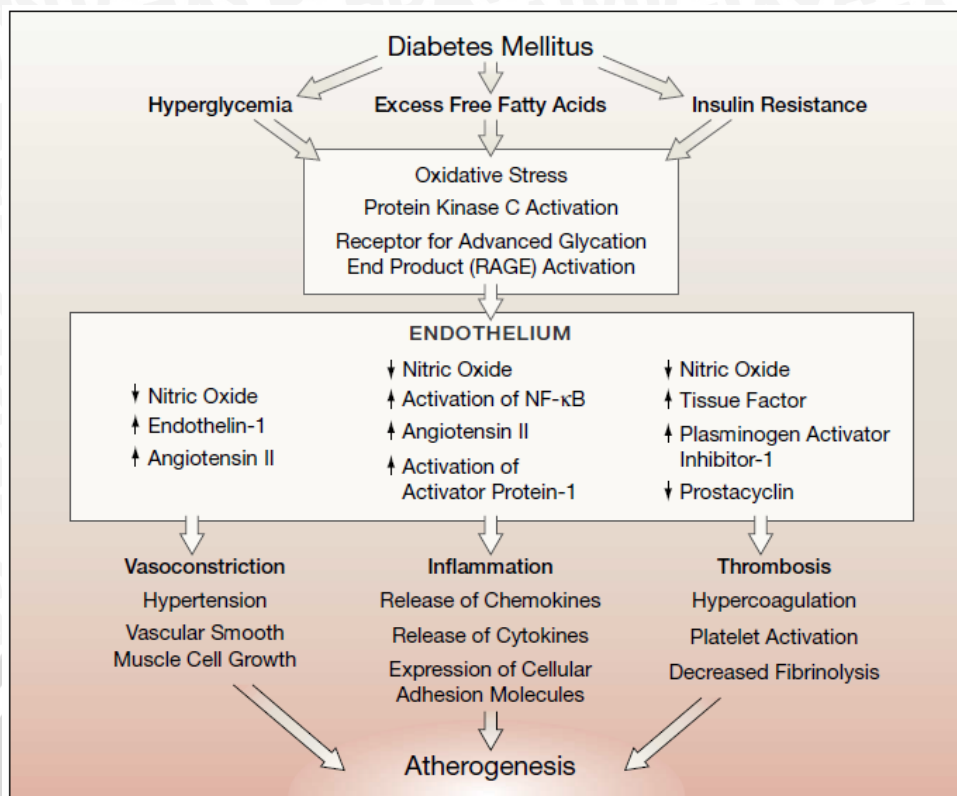 Diabetes Mellitus
Hyperglycemia
Excess Free Fatty Acids
Insulin Resistance
Oxidative Stress
Protein Kinase C Activation
Receptor for Advanced Glycation
End Product (RAGE) Activation
ENDOTHELIUM
↓ Nitric Oxide
↑ Endothelin-1
↑ Angiotensin II
↓ Nitric Oxide
↑ Activation of NF-κB
↑ Angiotensin II
↑ Activation of
Activator Protein-1
↓ Nitric Oxide
↑ Tissue Factor
↑ Plasminogen Activator
Inhibitor-1
↓ Prostacyclin
Vasoconstriction
Hypertension
Vascular Smooth
Muscle Cell Growth
Inflammation
Release of Chemokines
Release of Cytokines
Expression of Cellular
Adhesion Molecules
Thrombosis
Hypercoagulation
Platelet Activation
Decreased Fibrinolysis
Atherogenesis